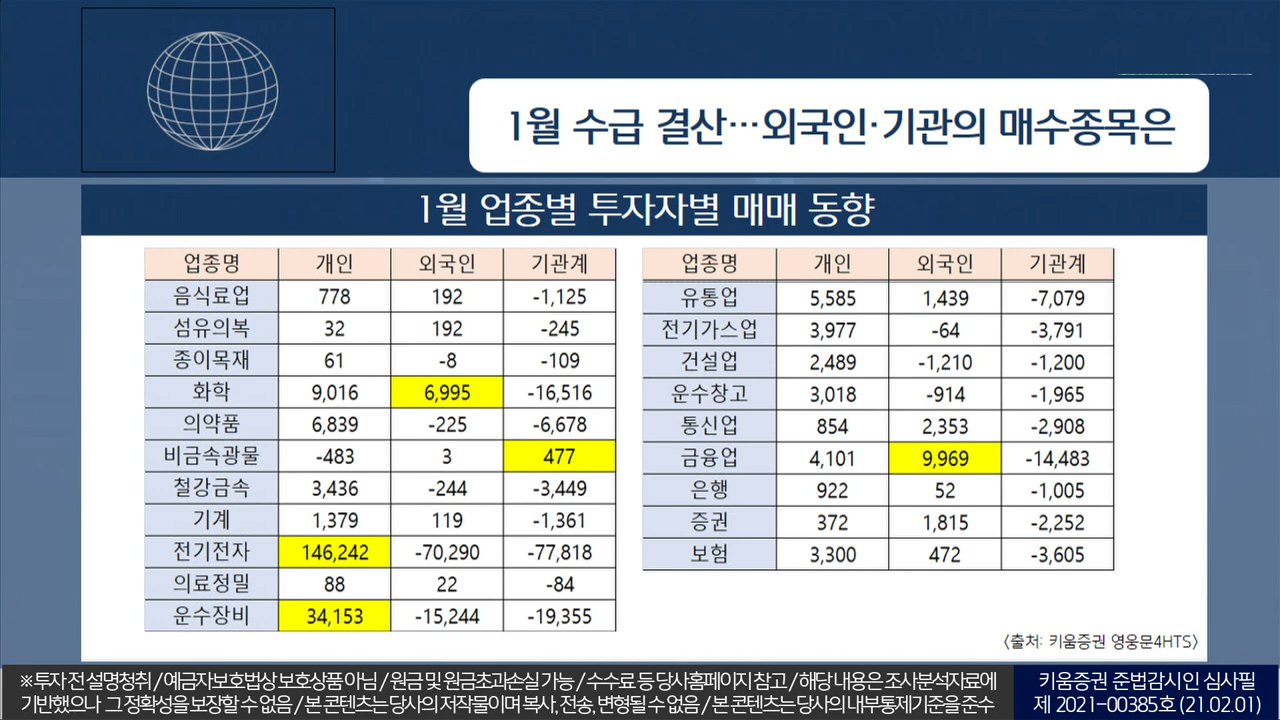 1월 수급 결산…외국인·기관의 매수종목은
1월 업종별 투자자별 매매 동향
업종명 개인 외국인 기관계
음식료업 778 192 -1,125
섬유의복 32 192 -245
종이목재 61 -8 -109
화학 9,016 6,995 -16,516
의약품 6,839 -225 -6,678
비금속광물 -483 3 477
철강금속 3,436 -244 -3,449
기계 1,379 119 -1,361
전기전자 146,242 -70,290 -77,818
의료정밀 88 22 -84
운수장비 34,153 -15,244 -19,355
업종명 개인 외국인 기관계
유통업 5,585 1,439 -7,079
전기가스업 3,977 -64 -3,791
건설업 2,489 -1,210 -1,200
운수창고 3,018 -914 -1,965
통신업 854 2,353 -2,908
금융업 4,101 9,969 -14,483
은행 922 52 -1,005
증권 372 1,815 -2,252
보험 3,300 472 -3,605
<출처: 키움증권 영웅문4HTS>
※ 투자 전 설명청취 / 예금자보호법상 보호상품 아님 / 원금 및 원금초과손실 가능 / 수수료 등 당사홈페이지 참고 / 해당 내용은 조사분석자료에
기반했으나 그 정확성을 보장할 수 없음 / 본 콘텐츠는 당사의 저작물이며 복사, 전송, 변형될 수 없음 / 본 콘텐츠는 당사의 내부통제기준을 준수
키움증권 준법감시인 심사필
제 2021-00385호 (21.02.01)